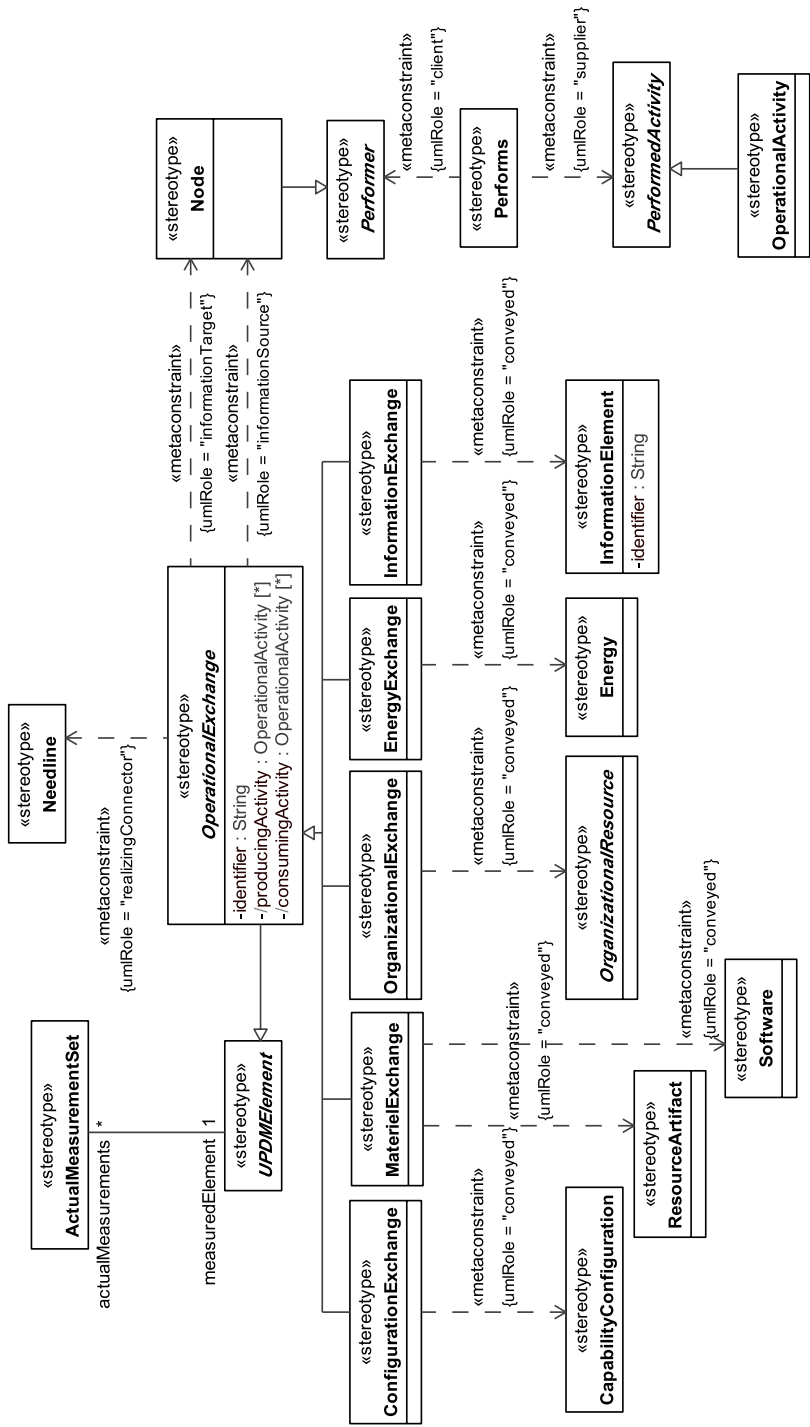 «stereotype»
ActualMeasurementSet
actualMeasurements
*
measuredElement
1
«stereotype»
UPDMElement
«stereotype»
Needline
«metaconstraint»
{umlRole = "realizingConnector"}
«stereotype»
OperationalExchange
-identifier : String
-/producingActivity : OperationalActivity [*]
-/consumingActivity : OperationalActivity [*]
«metaconstraint»
{umlRole = "informationTarget"}
«metaconstraint»
{umlRole = "informationSource"}
«stereotype»
Node
«stereotype»
Performer
«metaconstraint»
{umlRole = "client"}
«stereotype»
Performs
«metaconstraint»
{umlRole = "supplier"}
«stereotype»
PerformedActivity
«stereotype»
OperationalActivity
«stereotype»
ConfigurationExchange
«stereotype»
MaterielExchange
«stereotype»
OrganizationalExchange
«stereotype»
EnergyExchange
«stereotype»
InformationExchange
«metaconstraint»
{umlRole = "conveyed"}
«metaconstraint»
{umlRole = "conveyed"}
«metaconstraint»
{umlRole = "conveyed"}
«metaconstraint»
{umlRole = "conveyed"}
«metaconstraint»
{umlRole = "conveyed"}
«metaconstraint»
{umlRole = "conveyed"}
«stereotype»
CapabilityConfiguration
«stereotype»
ResourceArtifact
«stereotype»
Software
«stereotype»
OrganizationalResource
«stereotype»
Energy
«stereotype»
InformationElement
-identifier : String